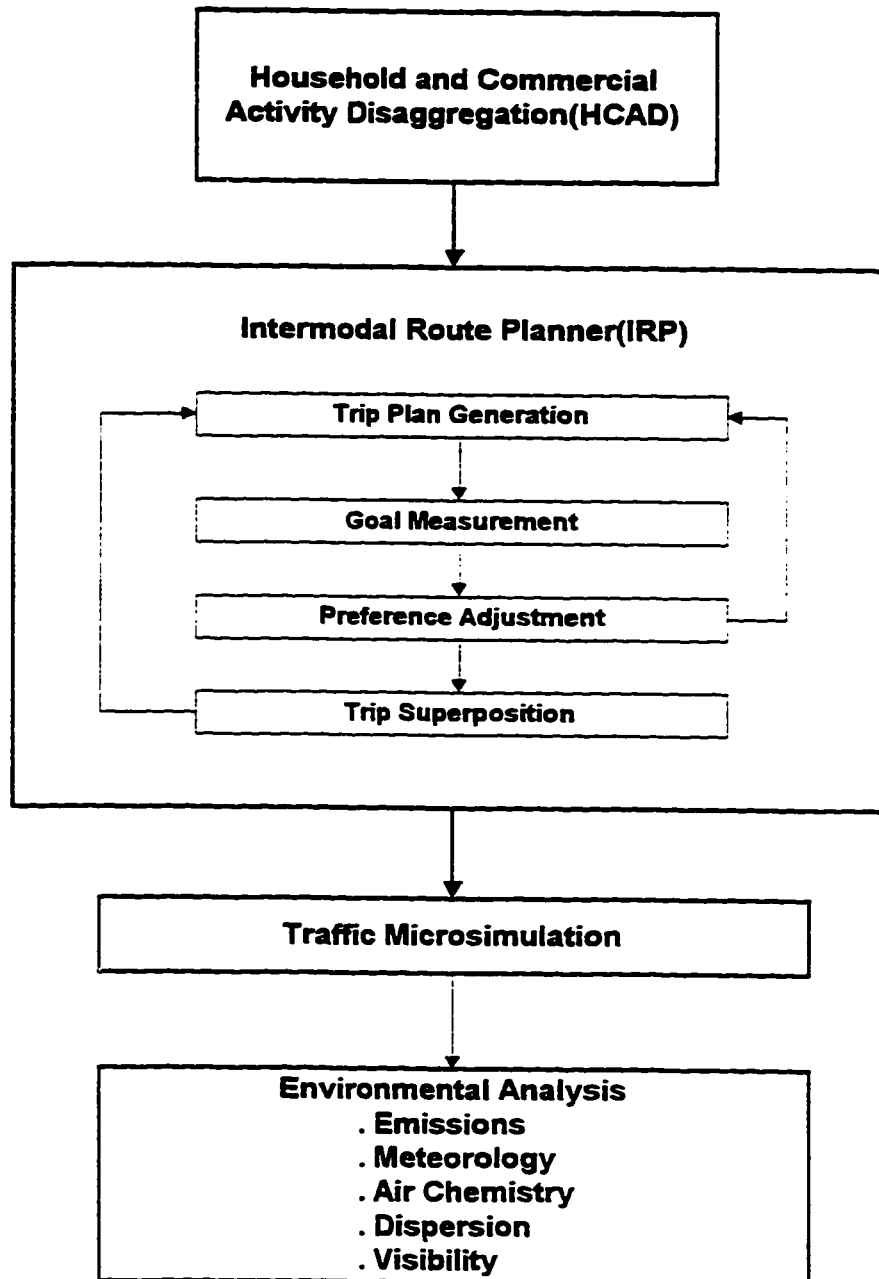 Household and Commercial
Activity Disaggregation(HCAD)
Intermodal Route Planner(IRP)
Trip Plan Generation
Goal Measurement
Preference Adjustment
Trip Superposition
Traffic Microsimulation
Environmental Analysis
. Emissions
. Meteorology
. Air Chemistry
. Dispersion
. Visibility